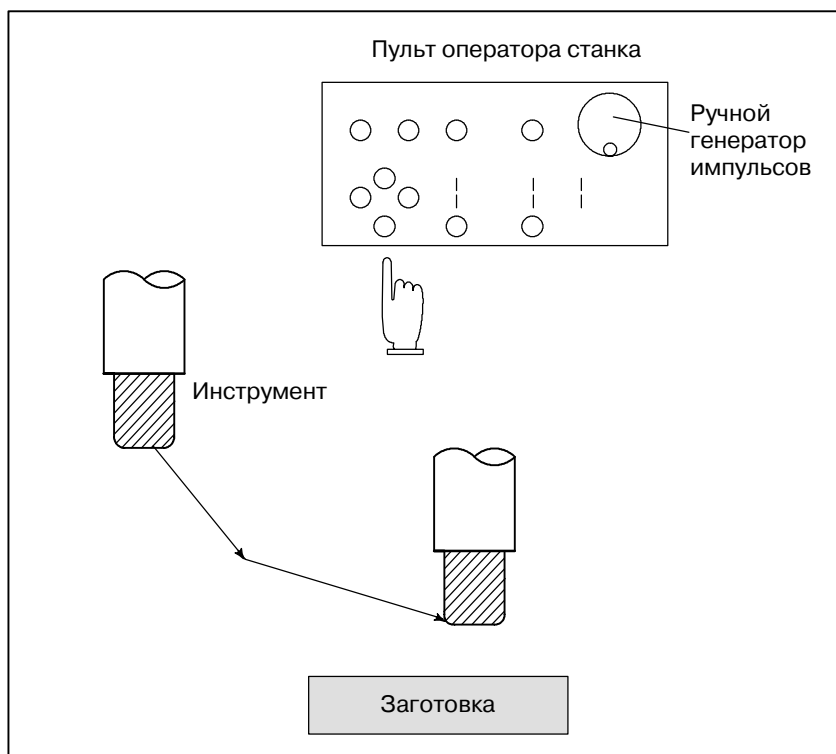 Пульт оператора станка
Ручной
генератор
импульсов
Инструмент
Заготовка